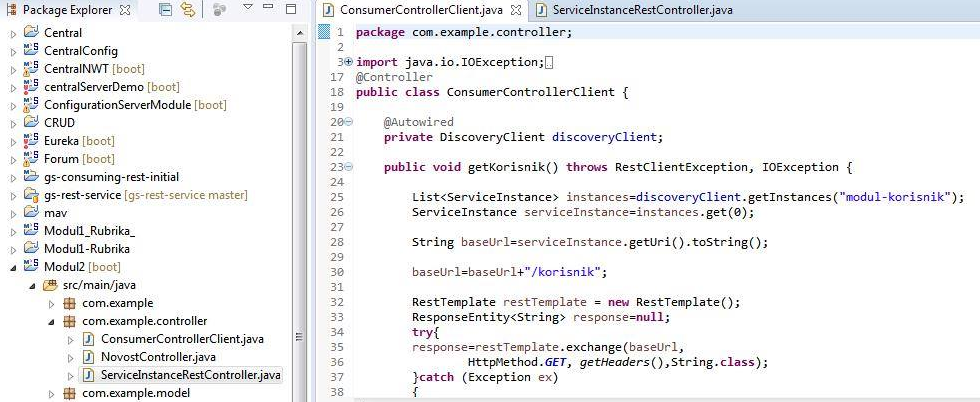 Package Explorer
Central
CentralConfig
CentralNWT [boot]
centralServerDemo [boot]
ConfigurationServerModule [boot]
CRUD
Eureka [boot]
Forum [boot]
gs-consuming-rest-initial
gs-rest-service [gs-rest-service master]
mav
Modul1_Rubrika_
Modul1-Rubrika
Modul2 [boot]
src/main/java
com.example
com.example.controller
ConsumerControllerClient.java
NovostController.java
ServiceInstanceRestController.java
com.example.model
ConsumerControllerClient.java
ServiceInstanceRestController.java
1 package com.example.controller;
2
3 import java.io.IOException;
17 @Controller
18 public class ConsumerControllerClient {
19
20 @Autowired
21 private DiscoveryClient discoveryClient;
22
23 public void getKorisnik() throws RestClientException, IOException {
24
25 List<ServiceInstance> instances=discoveryClient.getInstances("modul-korisnik");
26 ServiceInstance serviceInstance=instances.get(0);
27
28 String baseUrl=serviceInstance.getUri().toString();
29
30 baseUrl=baseUrl+"/korisnik";
31
32 RestTemplate restTemplate = new RestTemplate();
33 ResponseEntity<String> response=null;
34 try{
35 response=restTemplate.exchange(baseUrl,
36 HttpMethod.GET, getHeaders(),String.class);
37 }catch (Exception ex)
38 {